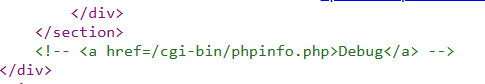 </div>
</section>
<!-- <a href=/cgi-bin/phpinfo.php>Debug</a> -->
</div>